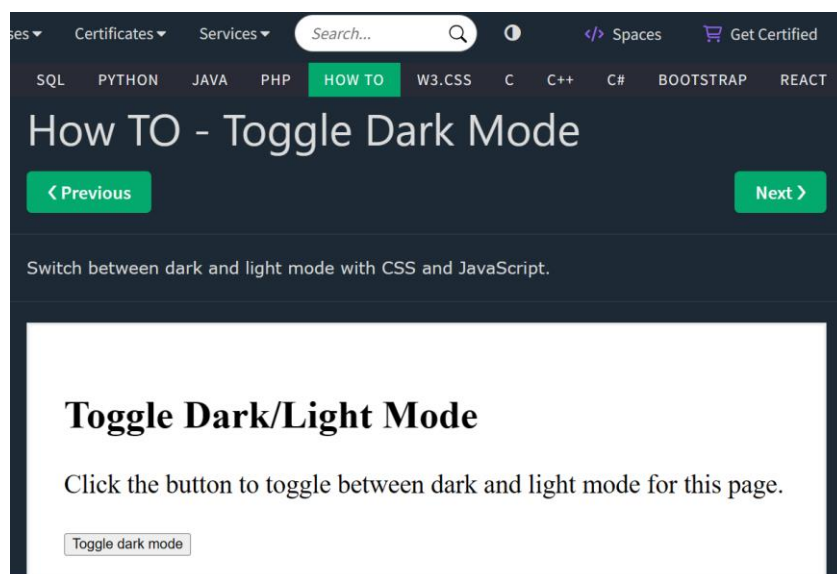 Certificates Services Search... Spaces Get Certified
SQL PYTHON JAVA PHP HOW TO W3.CSS C C++ C# BOOTSTRAP REACT
How TO - Toggle Dark Mode
❮ Previous Next ❯
Switch between dark and light mode with CSS and JavaScript.
Toggle Dark/Light Mode
Click the button to toggle between dark and light mode for this page.
Toggle dark mode